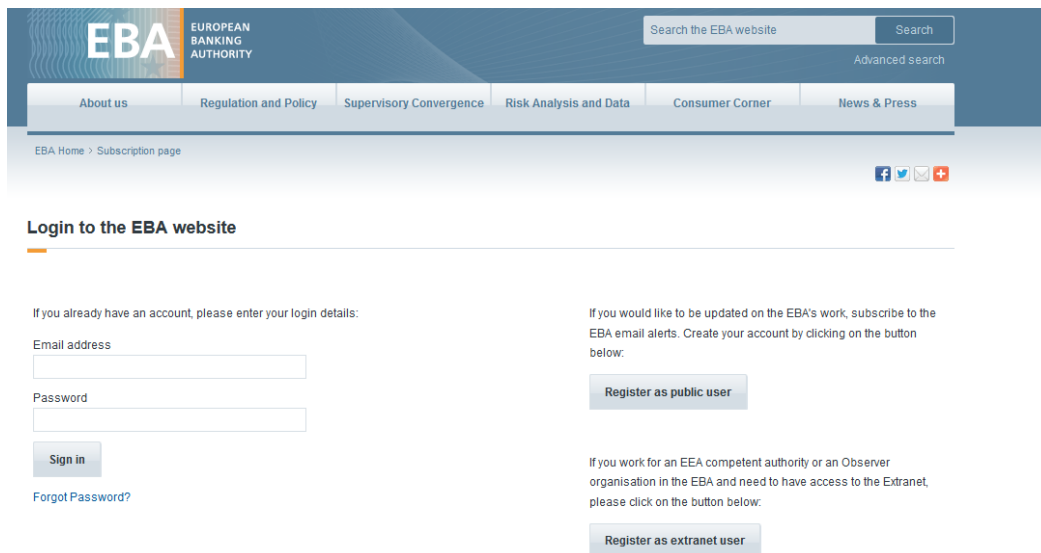 EBA
EUROPEAN
BANKING
AUTHORITY
Search the EBA website
Search
Advanced search
About us
Regulation and Policy
Supervisory Convergence
Risk Analysis and Data
Consumer Corner
News & Press
EBA Home > Subscription page
Login to the EBA website
If you already have an account, please enter your login details:
Email address
Password
Sign in
Forgot Password?
If you would like to be updated on the EBA's work, subscribe to the
EBA email alerts. Create your account by clicking on the button
below:
Register as public user
If you work for an EEA competent authority or an Observer
organisation in the EBA and need to have access to the Extranet,
please click on the button below:
Register as extranet user